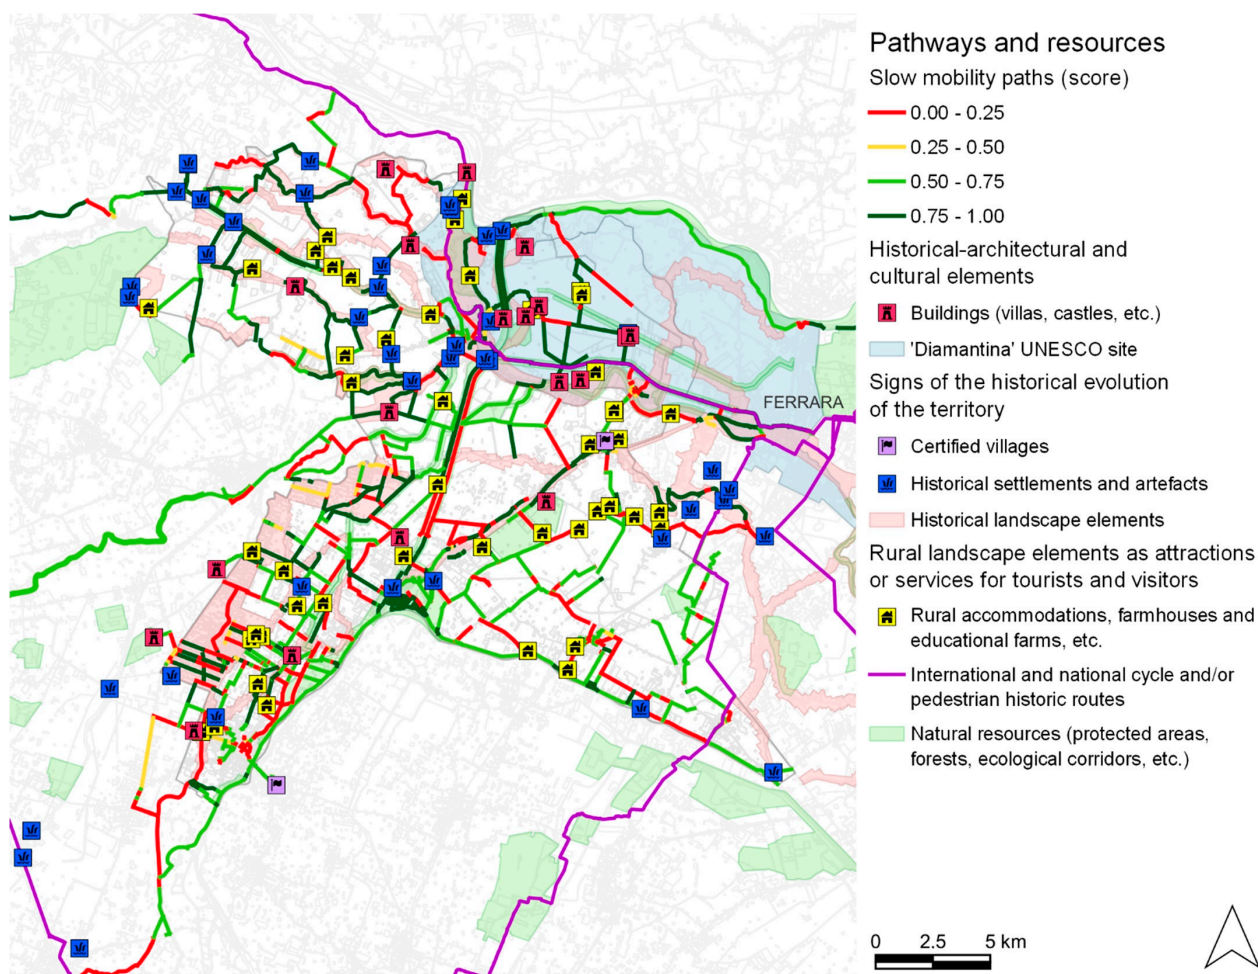 Pathways and resources
Slow mobility paths (score)
0.00 - 0.25
0.25 - 0.50
0.50 - 0.75
0.75 - 1.00
Historical-architectural and
cultural elements
Buildings (villas, castles, etc.)
'Diamantina' UNESCO site
Signs of the historical evolution
of the territory
FERRARA
Certified villages
Historical settlements and artefacts
Historical landscape elements
Rural landscape elements as attractions
or services for tourists and visitors
Rural accommodations, farmhouses and
educational farms, etc.
International and national cycle and/or
pedestrian historic routes
Natural resources (protected areas,
forests, ecological corridors, etc.)
0 2.5 5 km